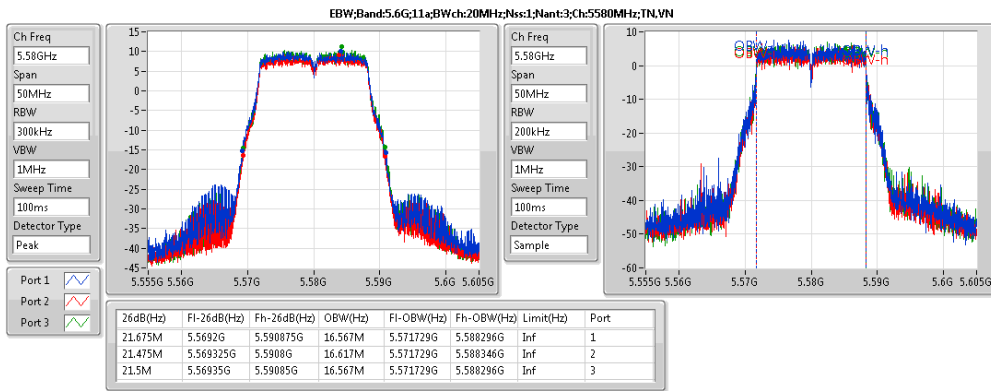 EBW;Band:5.6G;11a;BWch:20MHz;Nss:1;Nant:3;Ch:5580MHz;TN,VN
Ch Freq
5.58GHz
Span
50MHz
RBW
300kHz
VBW
1MHz
Sweep Time
100ms
Detector Type
Peak
Port 1
Port 2
Port 3
15
10
5
0
-5
-10
-15
-20
-25
-30
-35
-40
-45
5.555G 5.56G 5.57G 5.58G 5.59G 5.605G
Ch Freq
5.58GHz
Span
50MHz
RBW
200kHz
VBW
1MHz
Sweep Time
100ms
Detector Type
Sample
10
0
-10
-20
-30
-40
-50
-60
5.555G 5.56G 5.57G 5.58G 5.59G 5.605G
26dB(Hz) Fl-26dB(Hz) Fh-26dB(Hz) OBW(Hz) Fl-OBW(Hz) Fh-OBW(Hz) Limit(Hz) Port
21.675M 5.5692G 5.590875G 16.567M 5.571729G 5.588296G Inf 1
21.475M 5.569325G 5.5908G 16.617M 5.571729G 5.588346G Inf 2
21.5M 5.56935G 5.59085G 16.567M 5.571729G 5.588296G Inf 3